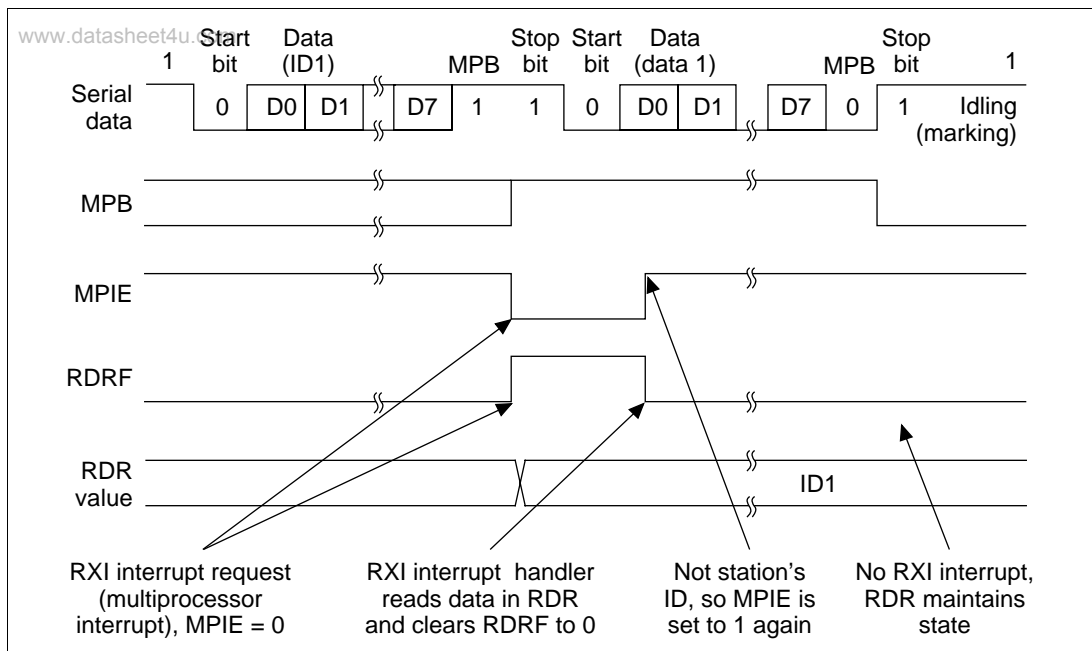 www.datasheet4u.com
Start Data Stop Start Data Stop
1 bit (ID1) MPB bit bit (data 1) MPB bit 1
Serial data
0 D0 D1 D7 1 1 0 D0 D1 D7 0 1 Idling (marking)
MPB
MPIE
RDRF
RDR
value
ID1
RXI interrupt request
(multiprocessor
interrupt), MPIE = 0
RXI interrupt handler
reads data in RDR
and clears RDRF to 0
Not station's
ID, so MPIE is
set to 1 again
No RXI interrupt,
RDR maintains
state